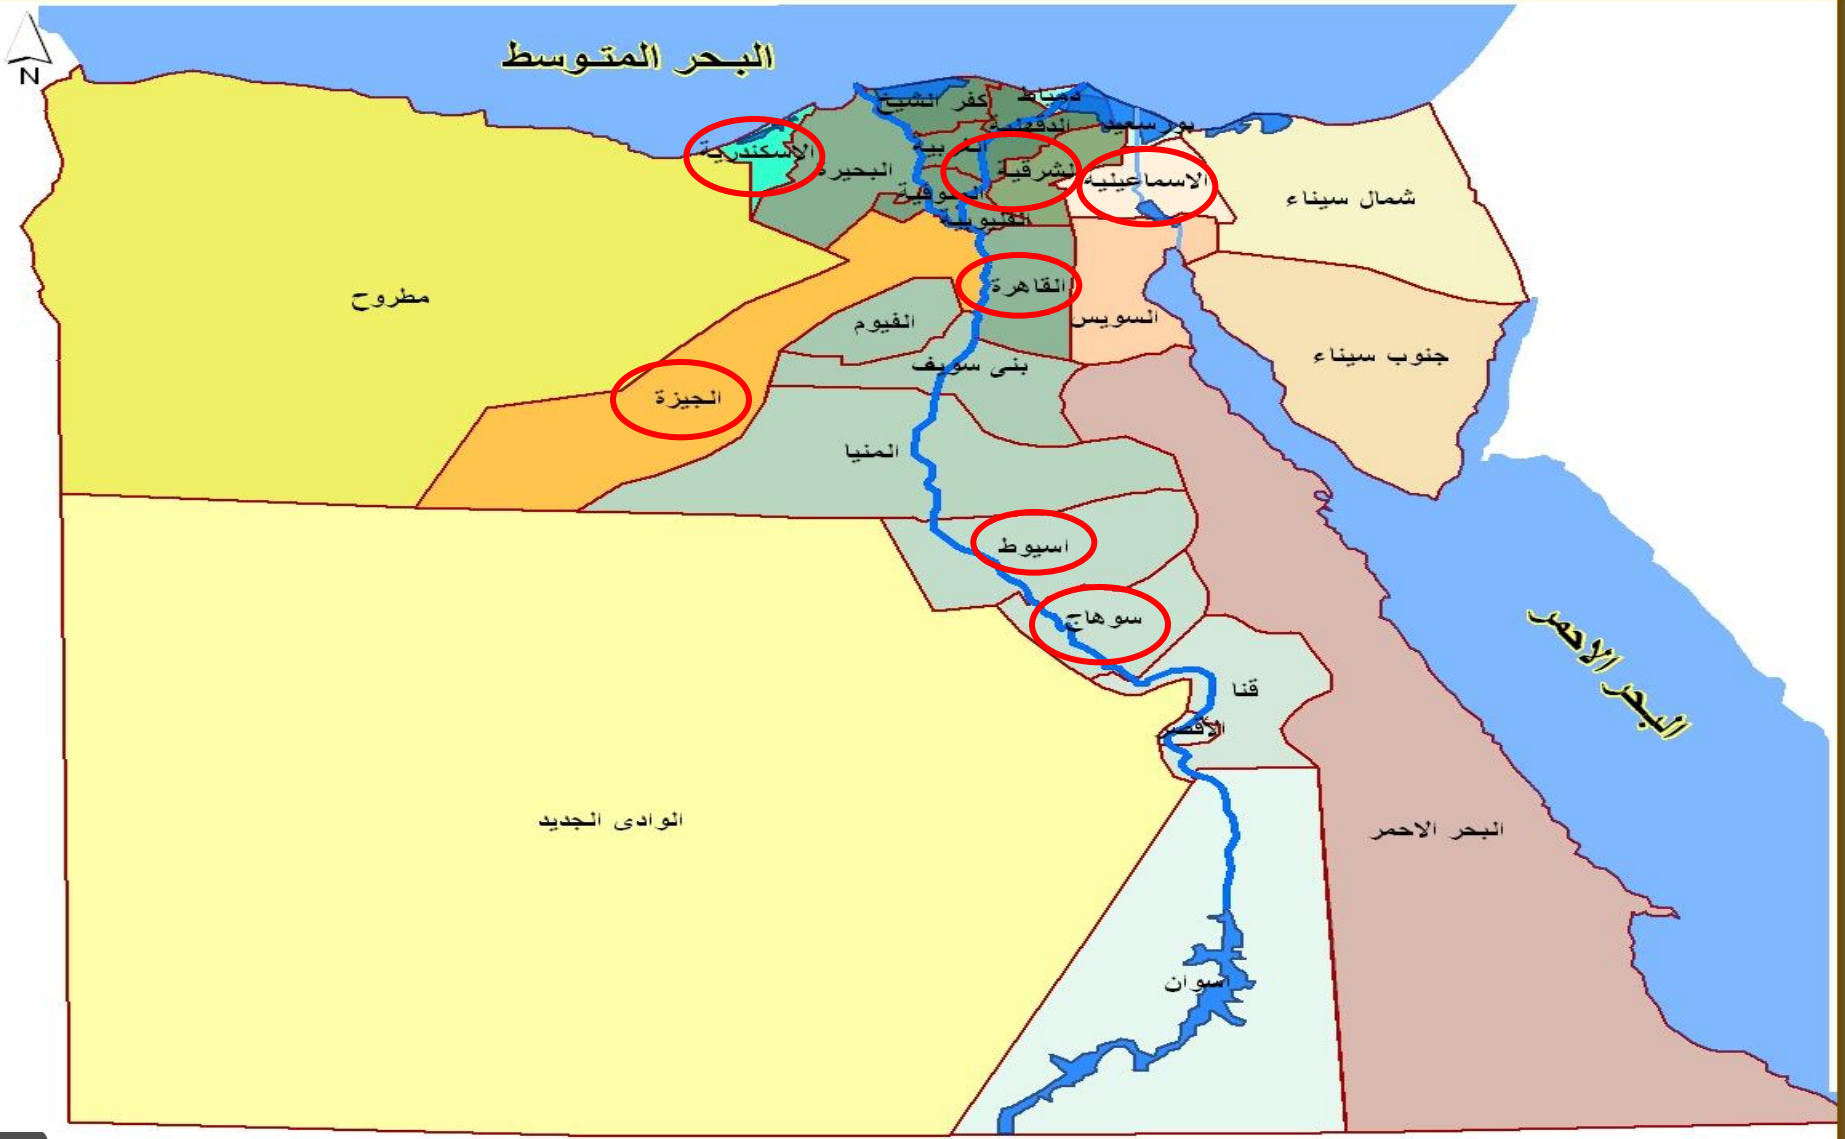 البحر المتوسط
N
دمياط
كفر الشيخ
الدقهلية
بورسعيد
الاسكندرية
الغربية
البحيرة
الشرقية
الاسماعيلية
المنوفية
شمال سيناء
القليوبية
القاهرة
مطروح
السويس
الفيوم
جنوب سيناء
بنى سويف
الجيزة
المنيا
اسيوط
سوهاج
البحر الاحمر
قنا
الأقصر
الوادى الجديد
البحر الاحمر
اسوان